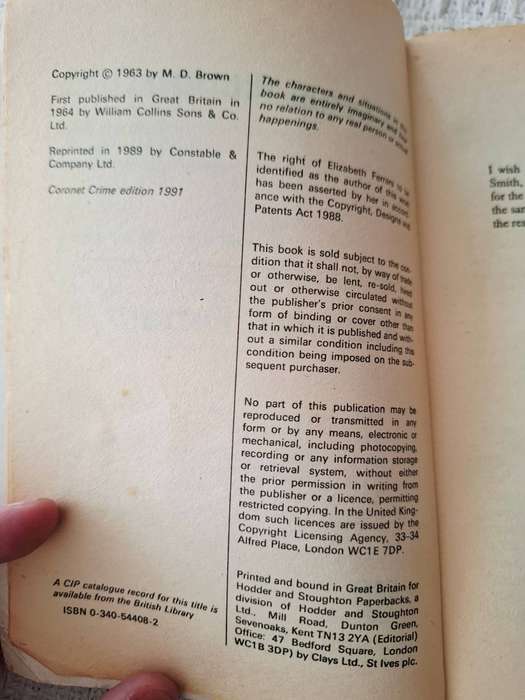 Copyright © 1963 by M. D. Brown
First published in Great Britain in
1964 by William Collins Sons & Co.
Ltd.
Reprinted in 1989 by Constable &
Company Ltd.
Coronet Crime edition 1991
A CIP catalogue record for this title is
available from the British Library
ISBN 0-340-54408-2
The characters and situations in this
book are entirely imaginary and bear
no relation to any real person or actual
happenings.
The right of Elizabeth Ferrars to be
identified as the author of this work
has been asserted by her in accord-
ance with the Copyright, Designs and
Patents Act 1988.
This book is sold subject to the con-
dition that it shall not, by way of trade
or otherwise, be lent, re-sold, hired
out or otherwise circulated without
the publisher's prior consent in any
form of binding or cover other than
that in which it is published and with-
out a similar condition including this
condition being imposed on the sub-
sequent purchaser.
No part of this publication may be
reproduced or transmitted in any
form or by any means, electronic or
mechanical, including photocopying,
recording or any information storage
or retrieval system, without either
the prior permission in writing from
the publisher or a licence, permitting
restricted copying. In the United King-
dom such licences are issued by the
Copyright Licensing Agency, 33-34
Alfred Place, London WC1E 7DP.
Printed and bound in Great Britain for
Hodder and Stoughton Paperbacks, a
division of Hodder and Stoughton
Ltd., Mill Road, Dunton Green,
Sevenoaks, Kent TN13 2YA (Editorial
Office: 47 Bedford Square, London
WC1B 3DP) by Clays Ltd., St Ives plc.
I wish
Smith,
for the
the sar
the rea